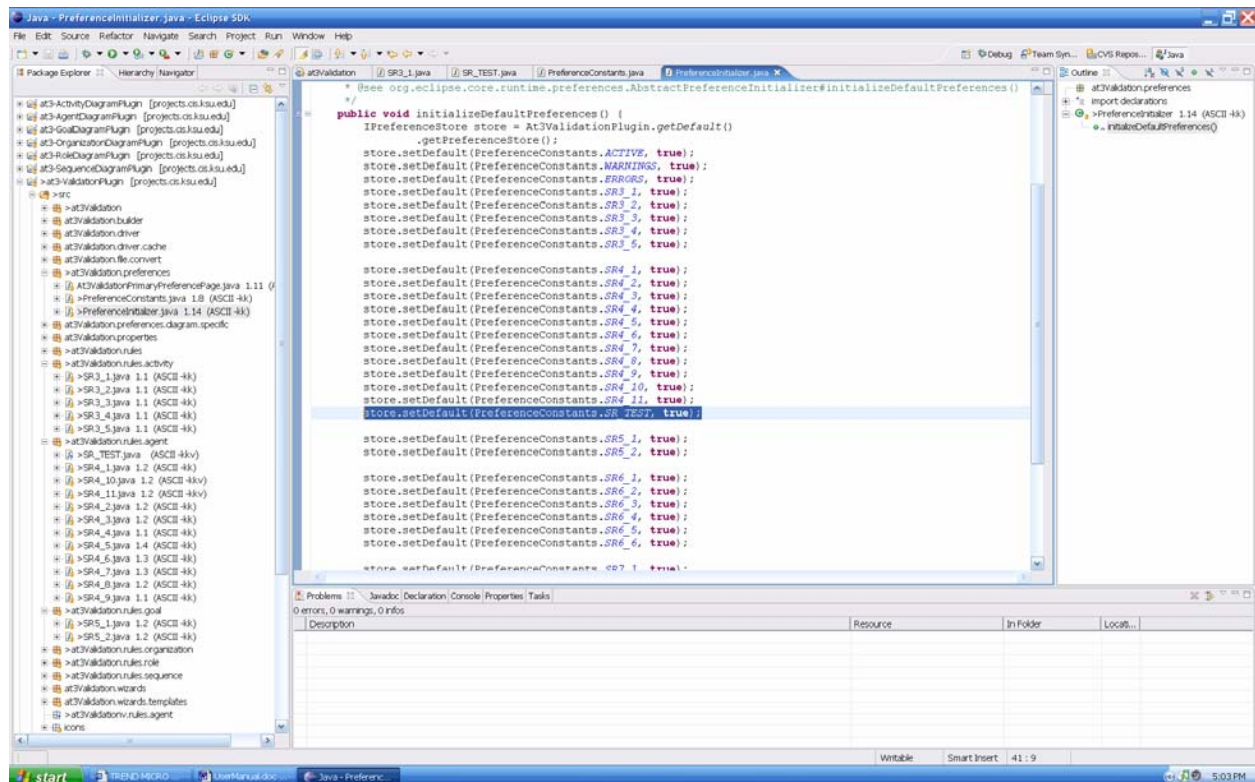 Java - PreferenceInitializer.java - Eclipse SDK
File Edit Source Refactor Navigate Search Project Run Window Help
Debug Team Syn... CVS Repos... Java
Package Explorer Hierarchy Navigator
at3-ActivityDiagramPlugin [projects.cis.ksu.edu]
at3-AgentDiagramPlugin [projects.cis.ksu.edu]
at3-GoalDiagramPlugin [projects.cis.ksu.edu]
at3-OrganizationDiagramPlugin [projects.cis.ksu.edu]
at3-RoleDiagramPlugin [projects.cis.ksu.edu]
at3-SequenceDiagramPlugin [projects.cis.ksu.edu]
>at3-ValidationPlugin [projects.cis.ksu.edu]
>src
>at3Validation
at3Validation.builder
at3Validation.driver
at3Validation.driver.cache
at3Validation.file.convert
>at3Validation.preferences
At3ValidationPrimaryPreferencePage.java 1.11 (A
>PreferenceConstants.java 1.8 (ASCII -kk)
>PreferenceInitializer.java 1.14 (ASCII -kk)
at3Validation.preferences.diagram.specific
at3Validation.properties
>at3Validation.rules
>at3Validation.rules.activity
>SR3_1.java 1.1 (ASCII -kk)
>SR3_2.java 1.1 (ASCII -kk)
>SR3_3.java 1.1 (ASCII -kk)
>SR3_4.java 1.1 (ASCII -kk)
>SR3_5.java 1.1 (ASCII -kk)
>at3Validation.rules.agent
>SR_TEST.java (ASCII -kkv)
>SR4_1.java 1.2 (ASCII -kk)
>SR4_10.java 1.2 (ASCII -kkv)
>SR4_11.java 1.2 (ASCII -kkv)
>SR4_2.java 1.2 (ASCII -kk)
>SR4_3.java 1.2 (ASCII -kk)
>SR4_4.java 1.1 (ASCII -kk)
>SR4_5.java 1.4 (ASCII -kk)
>SR4_6.java 1.3 (ASCII -kk)
>SR4_7.java 1.3 (ASCII -kk)
>SR4_8.java 1.2 (ASCII -kk)
>SR4_9.java 1.1 (ASCII -kk)
>at3Validation.rules.goal
>SR5_1.java 1.2 (ASCII -kk)
>SR5_2.java 1.2 (ASCII -kk)
>at3Validation.rules.organization
>at3Validation.rules.role
>at3Validation.rules.sequence
at3Validation.wizards
at3Validation.wizards.templates
>at3Validationv.rules.agent
icons
at3Validation SR3_1.java SR_TEST.java PreferenceConstants.java PreferenceInitializer.java
* @see org.eclipse.core.runtime.preferences.AbstractPreferenceInitializer#initializeDefaultPreferences()
*/
public void initializeDefaultPreferences() {
IPreferenceStore store = At3ValidationPlugin.getDefault()
.getPreferenceStore();
store.setDefault(PreferenceConstants.ACTIVE, true);
store.setDefault(PreferenceConstants.WARNINGS, true);
store.setDefault(PreferenceConstants.ERRORS, true);
store.setDefault(PreferenceConstants.SR3_1, true);
store.setDefault(PreferenceConstants.SR3_2, true);
store.setDefault(PreferenceConstants.SR3_3, true);
store.setDefault(PreferenceConstants.SR3_4, true);
store.setDefault(PreferenceConstants.SR3_5, true);
store.setDefault(PreferenceConstants.SR4_1, true);
store.setDefault(PreferenceConstants.SR4_2, true);
store.setDefault(PreferenceConstants.SR4_3, true);
store.setDefault(PreferenceConstants.SR4_4, true);
store.setDefault(PreferenceConstants.SR4_5, true);
store.setDefault(PreferenceConstants.SR4_6, true);
store.setDefault(PreferenceConstants.SR4_7, true);
store.setDefault(PreferenceConstants.SR4_8, true);
store.setDefault(PreferenceConstants.SR4_9, true);
store.setDefault(PreferenceConstants.SR4_10, true);
store.setDefault(PreferenceConstants.SR4_11, true);
store.setDefault(PreferenceConstants.SR_TEST, true);
store.setDefault(PreferenceConstants.SR5_1, true);
store.setDefault(PreferenceConstants.SR5_2, true);
store.setDefault(PreferenceConstants.SR6_1, true);
store.setDefault(PreferenceConstants.SR6_2, true);
store.setDefault(PreferenceConstants.SR6_3, true);
store.setDefault(PreferenceConstants.SR6_4, true);
store.setDefault(PreferenceConstants.SR6_5, true);
store.setDefault(PreferenceConstants.SR6_6, true);
store.setDefault(PreferenceConstants.SR7_1, true);
Outline
at3Validation.preferences
import declarations
>PreferenceInitializer 1.14 (ASCII -kk)
initializeDefaultPreferences()
Problems Javadoc Declaration Console Properties Tasks
0 errors, 0 warnings, 0 infos
Description Resource In Folder Locati...
Writable Smart Insert 41 : 9
start TREND MICRO ... UserManual.doc ... Java - Preferenc... 5:03 PM